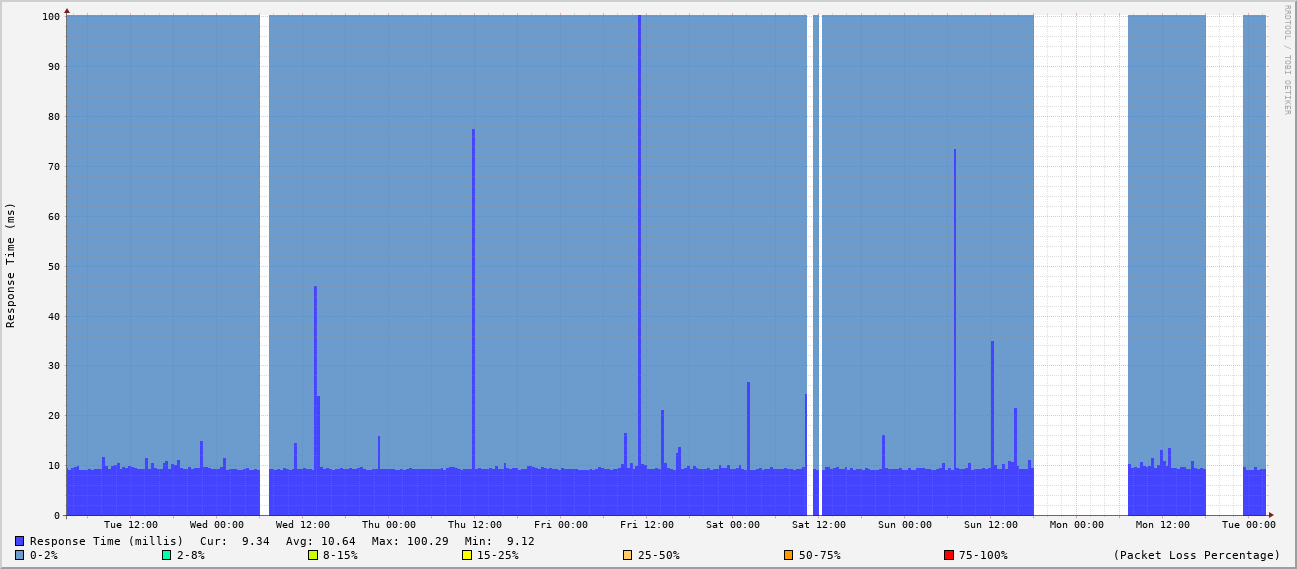 RRDTOOL / TOBI OETIKER
Response Time (ms)
100
90
80
70
60
50
40
30
20
10
0
Tue 12:00 Wed 00:00 Wed 12:00 Thu 00:00 Thu 12:00 Fri 00:00 Fri 12:00 Sat 00:00 Sat 12:00 Sun 00:00 Sun 12:00 Mon 00:00 Mon 12:00 Tue 00:00
Response Time (millis) Cur: 9.34 Avg: 10.64 Max: 100.29 Min: 9.12
0-2% 2-8% 8-15% 15-25% 25-50% 50-75% 75-100% (Packet Loss Percentage)